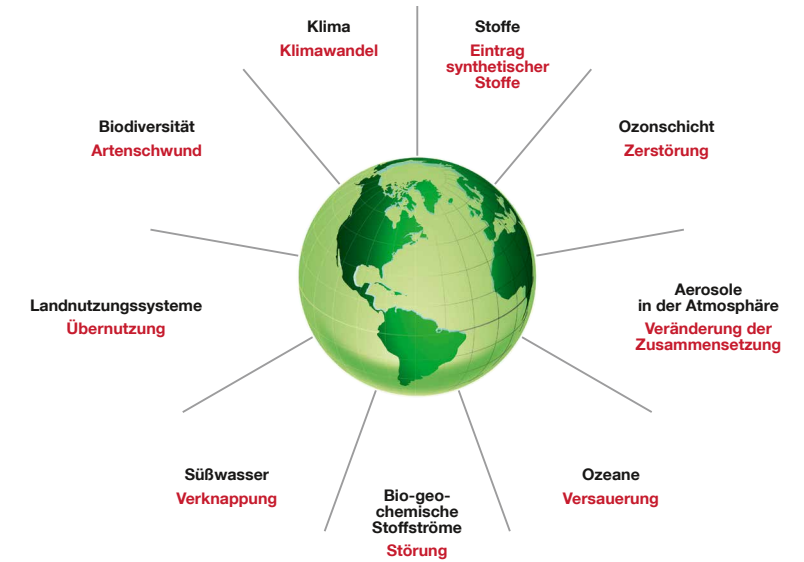 Klima
Klimawandel
Stoffe
Eintrag
synthetischer
Stoffe
Ozonschicht
Zerstörung
Aerosole
in der Atmosphäre
Veränderung der
Zusammensetzung
Ozeane
Versauerung
Bio-geo-
chemische
Stoffströme
Störung
Süßwasser
Verknappung
Landnutzungssysteme
Übernutzung
Biodiversität
Artenschwund